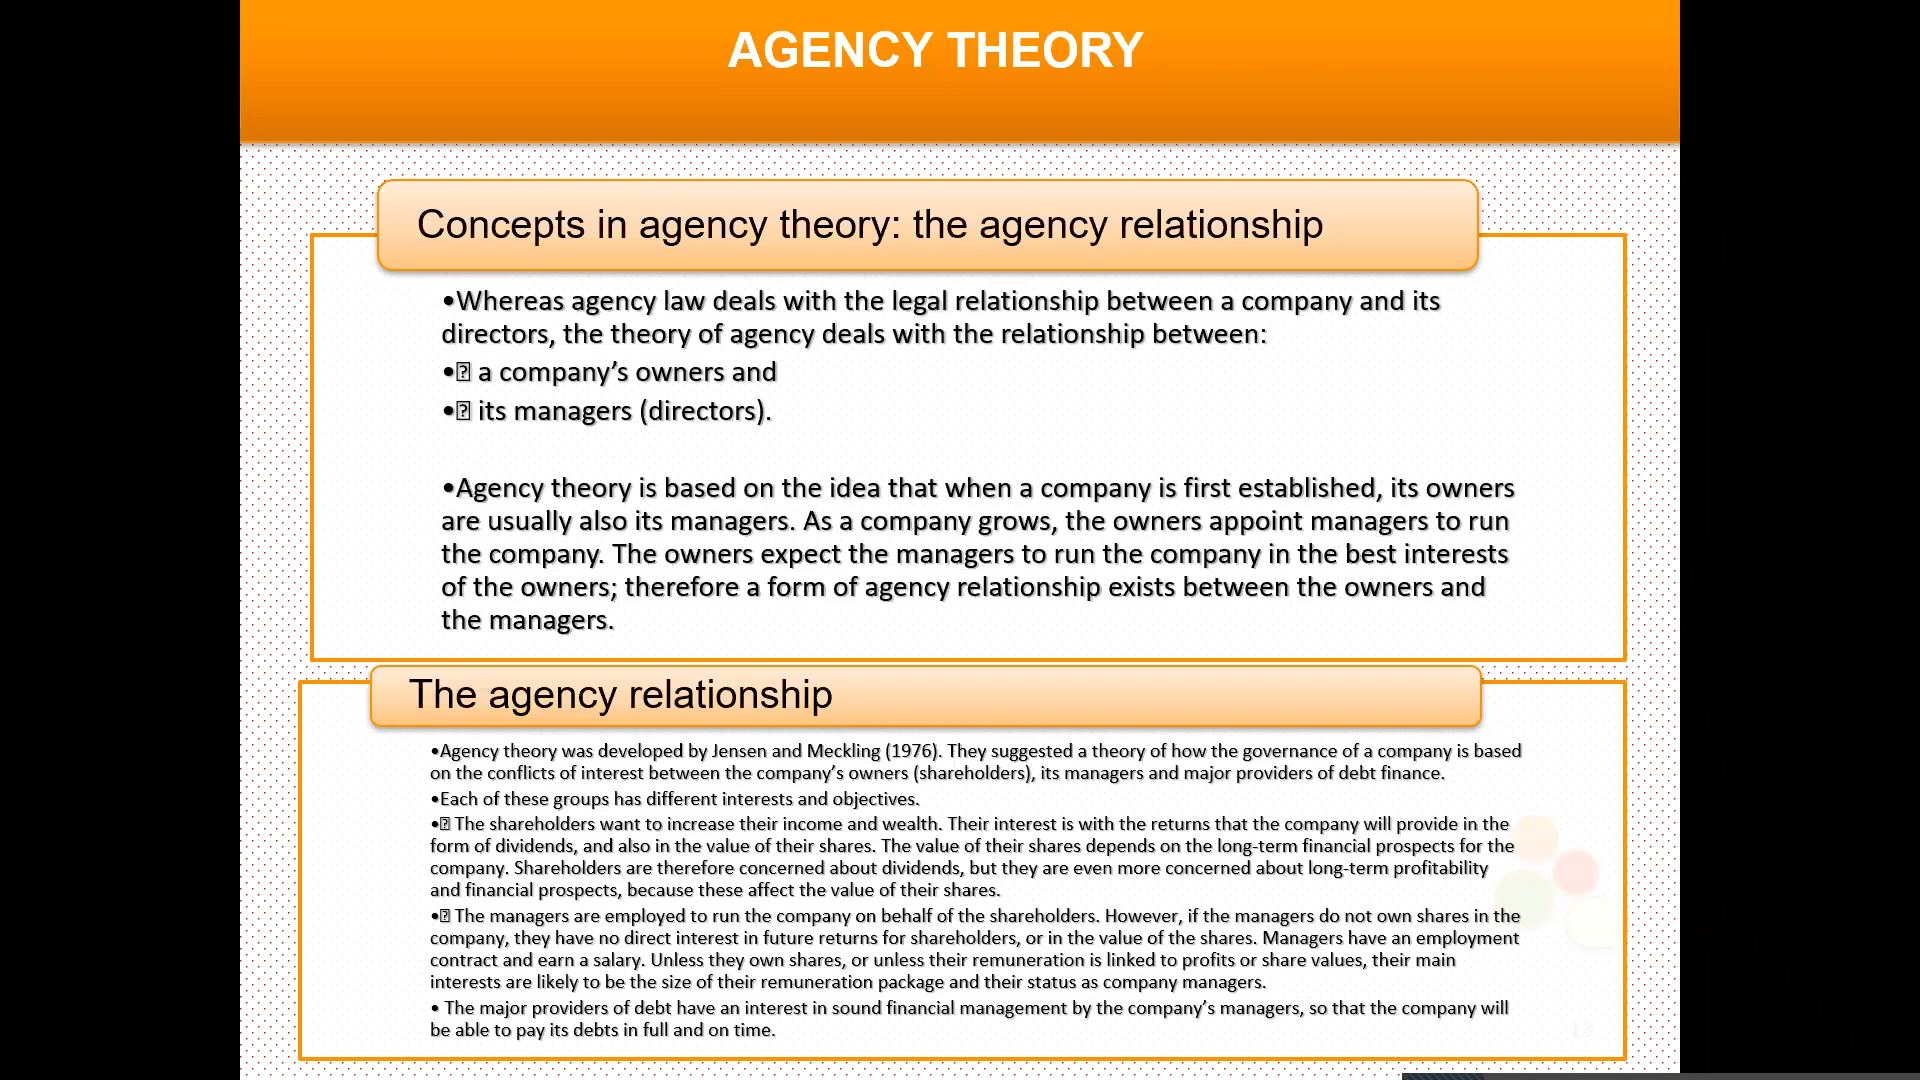 AGENCY THEORY
Concepts in agency theory: the agency relationship
•Whereas agency law deals with the legal relationship between a company and its
directors, the theory of agency deals with the relationship between:
•⍰ a company’s owners and
•⍰ its managers (directors).
•Agency theory is based on the idea that when a company is first established, its owners
are usually also its managers. As a company grows, the owners appoint managers to run
the company. The owners expect the managers to run the company in the best interests
of the owners; therefore a form of agency relationship exists between the owners and
the managers.
The agency relationship
•Agency theory was developed by Jensen and Meckling (1976). They suggested a theory of how the governance of a company is based
on the conflicts of interest between the company’s owners (shareholders), its managers and major providers of debt finance.
•Each of these groups has different interests and objectives.
•⍰ The shareholders want to increase their income and wealth. Their interest is with the returns that the company will provide in the
form of dividends, and also in the value of their shares. The value of their shares depends on the long-term financial prospects for the
company. Shareholders are therefore concerned about dividends, but they are even more concerned about long-term profitability
and financial prospects, because these affect the value of their shares.
•⍰ The managers are employed to run the company on behalf of the shareholders. However, if the managers do not own shares in the
company, they have no direct interest in future returns for shareholders, or in the value of the shares. Managers have an employment
contract and earn a salary. Unless they own shares, or unless their remuneration is linked to profits or share values, their main
interests are likely to be the size of their remuneration package and their status as company managers.
• The major providers of debt have an interest in sound financial management by the company’s managers, so that the company will
be able to pay its debts in full and on time.
13